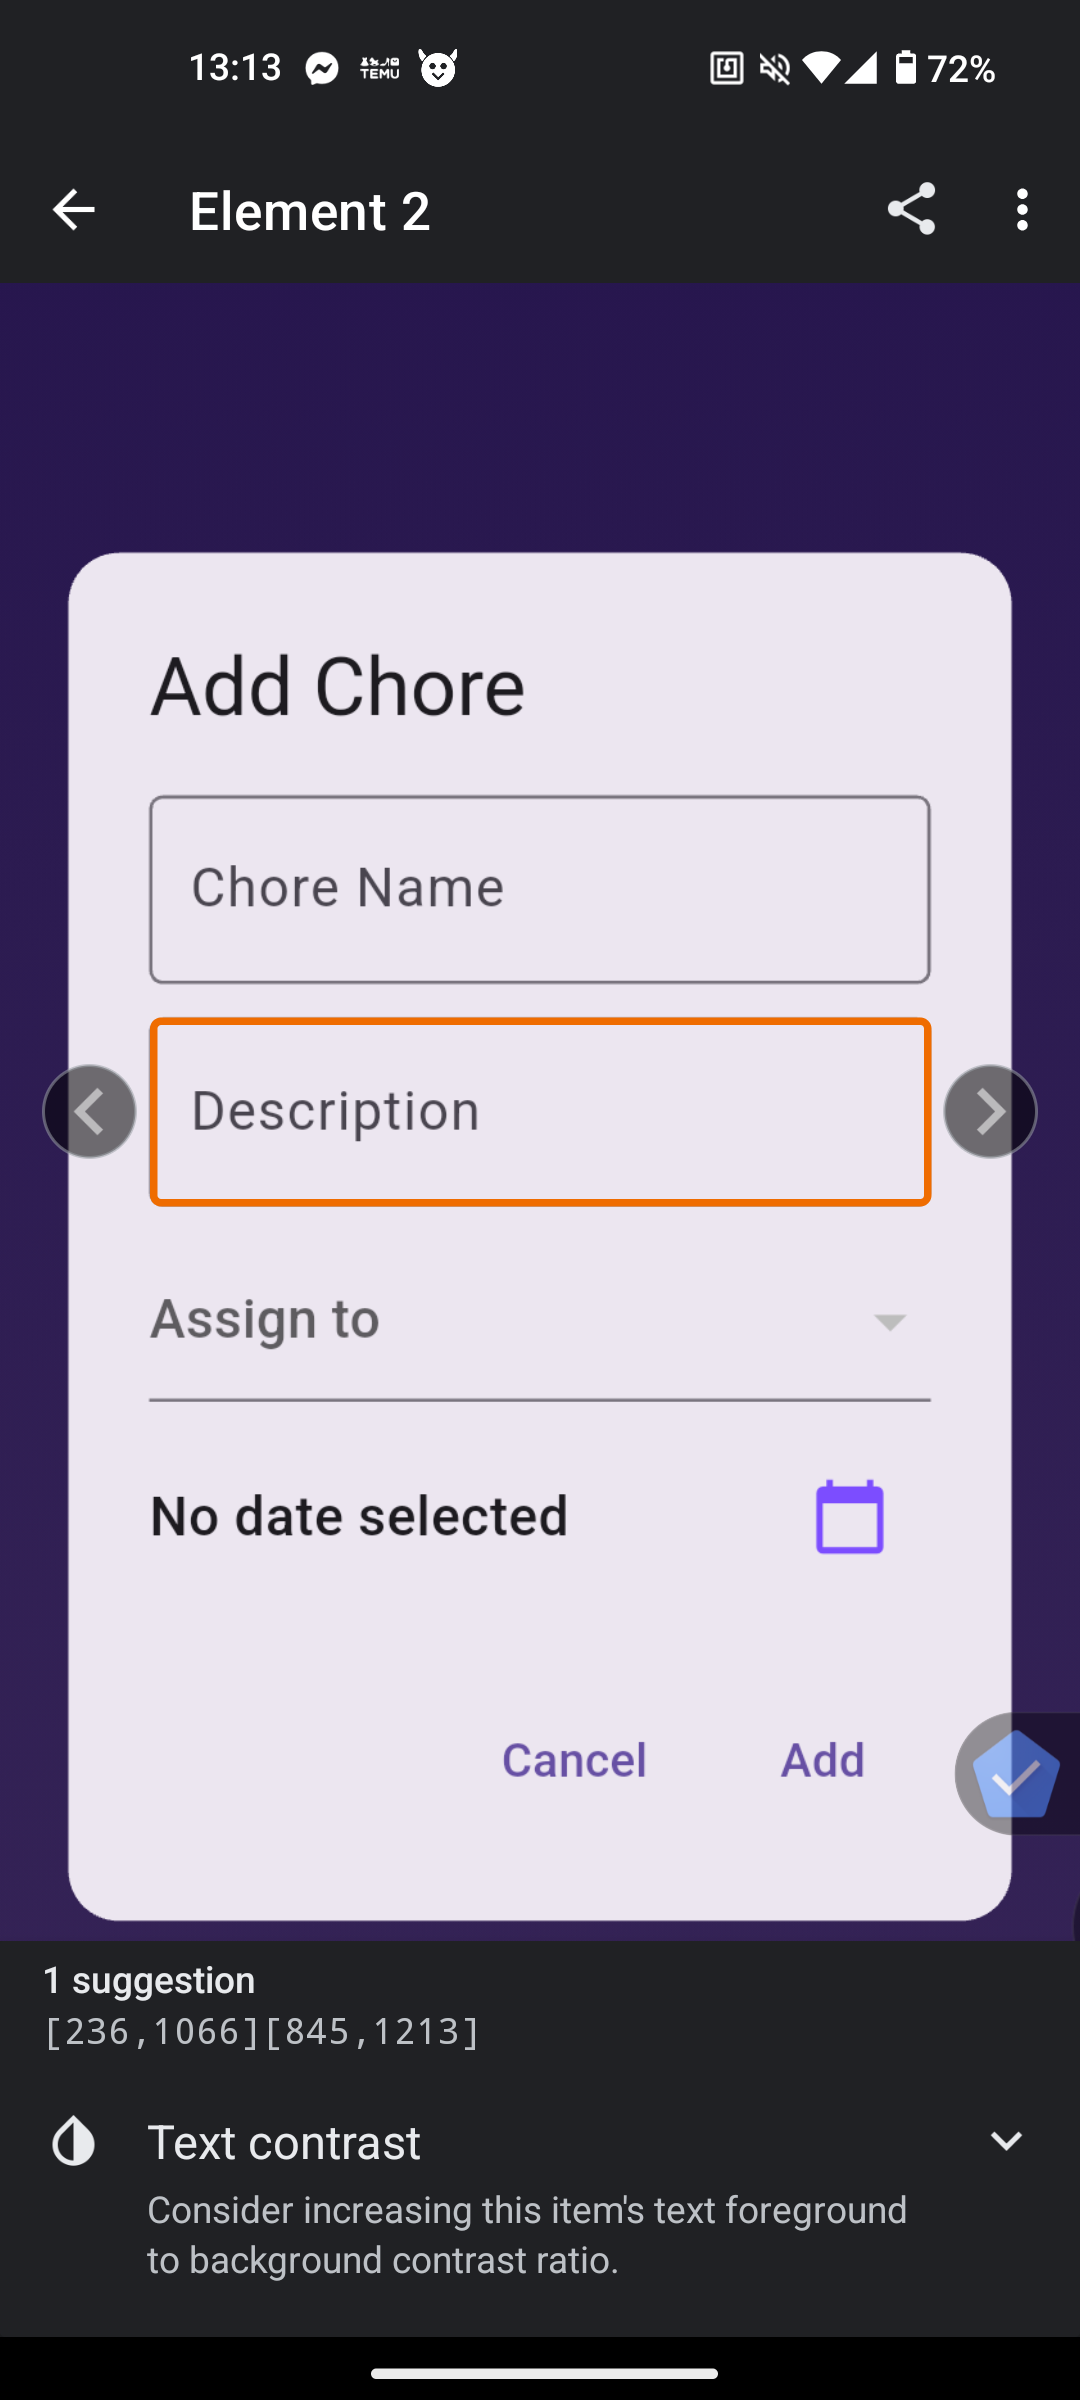 13:13 TEMU 72%
Element 2
Add Chore
Chore Name
Description
Assign to
No date selected
Cancel Add
1 suggestion
[236,1066][845,1213]
Text contrast
Consider increasing this item's text foreground
to background contrast ratio.